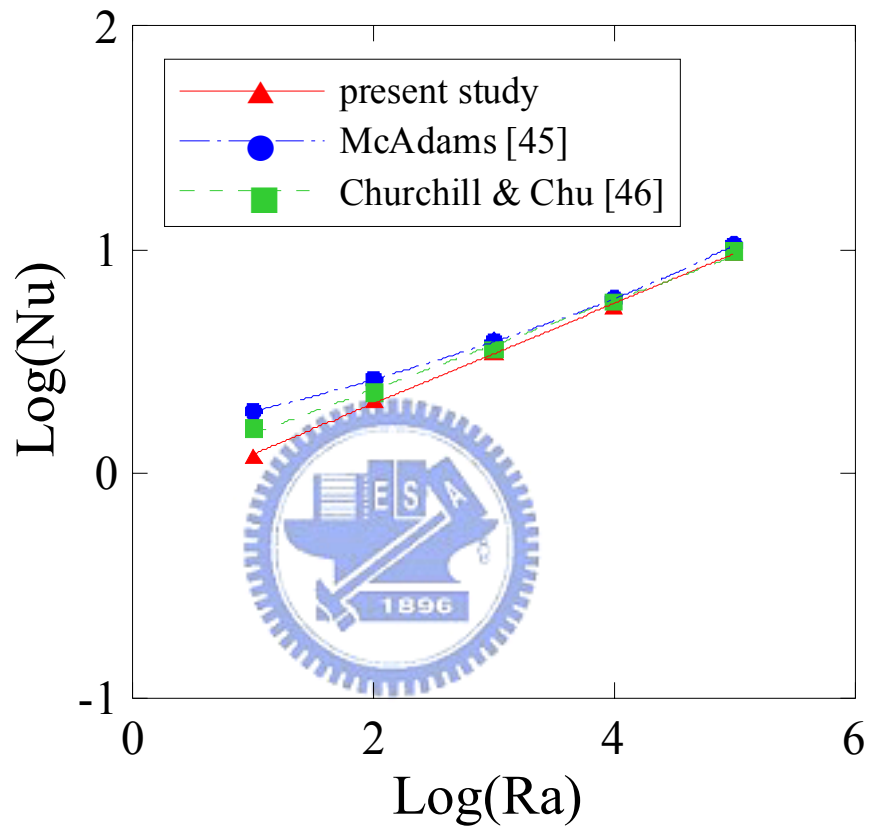 2
present study
McAdams [45]
Churchill & Chu [46]
1
Log(Nu)
0
E S A
1896
-1
0 2 4 6
Log(Ra)